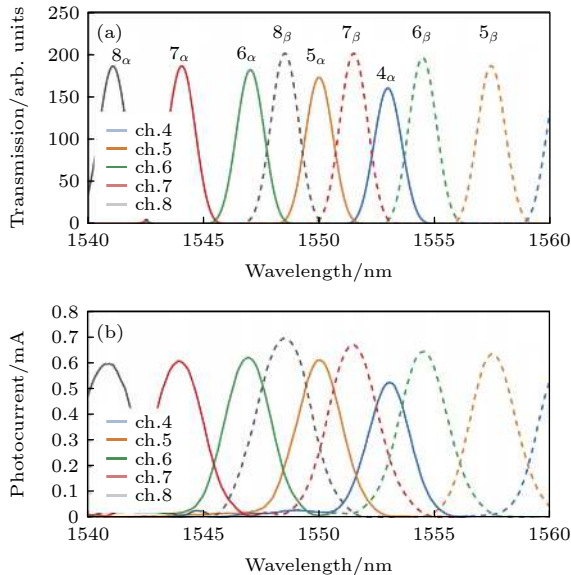 250
200
150
100
50
0
Transmission/arb. units
(a)
8α 7α 6α 8β 5α 7β 4α 6β 5β
ch.4
ch.5
ch.6
ch.7
ch.8
1540 1545 1550 1555 1560
Wavelength/nm
0.8
0.7
0.6
0.5
0.4
0.3
0.2
0.1
0
Photocurrent/mA
(b)
ch.4
ch.5
ch.6
ch.7
ch.8
1540 1545 1550 1555 1560
Wavelength/nm